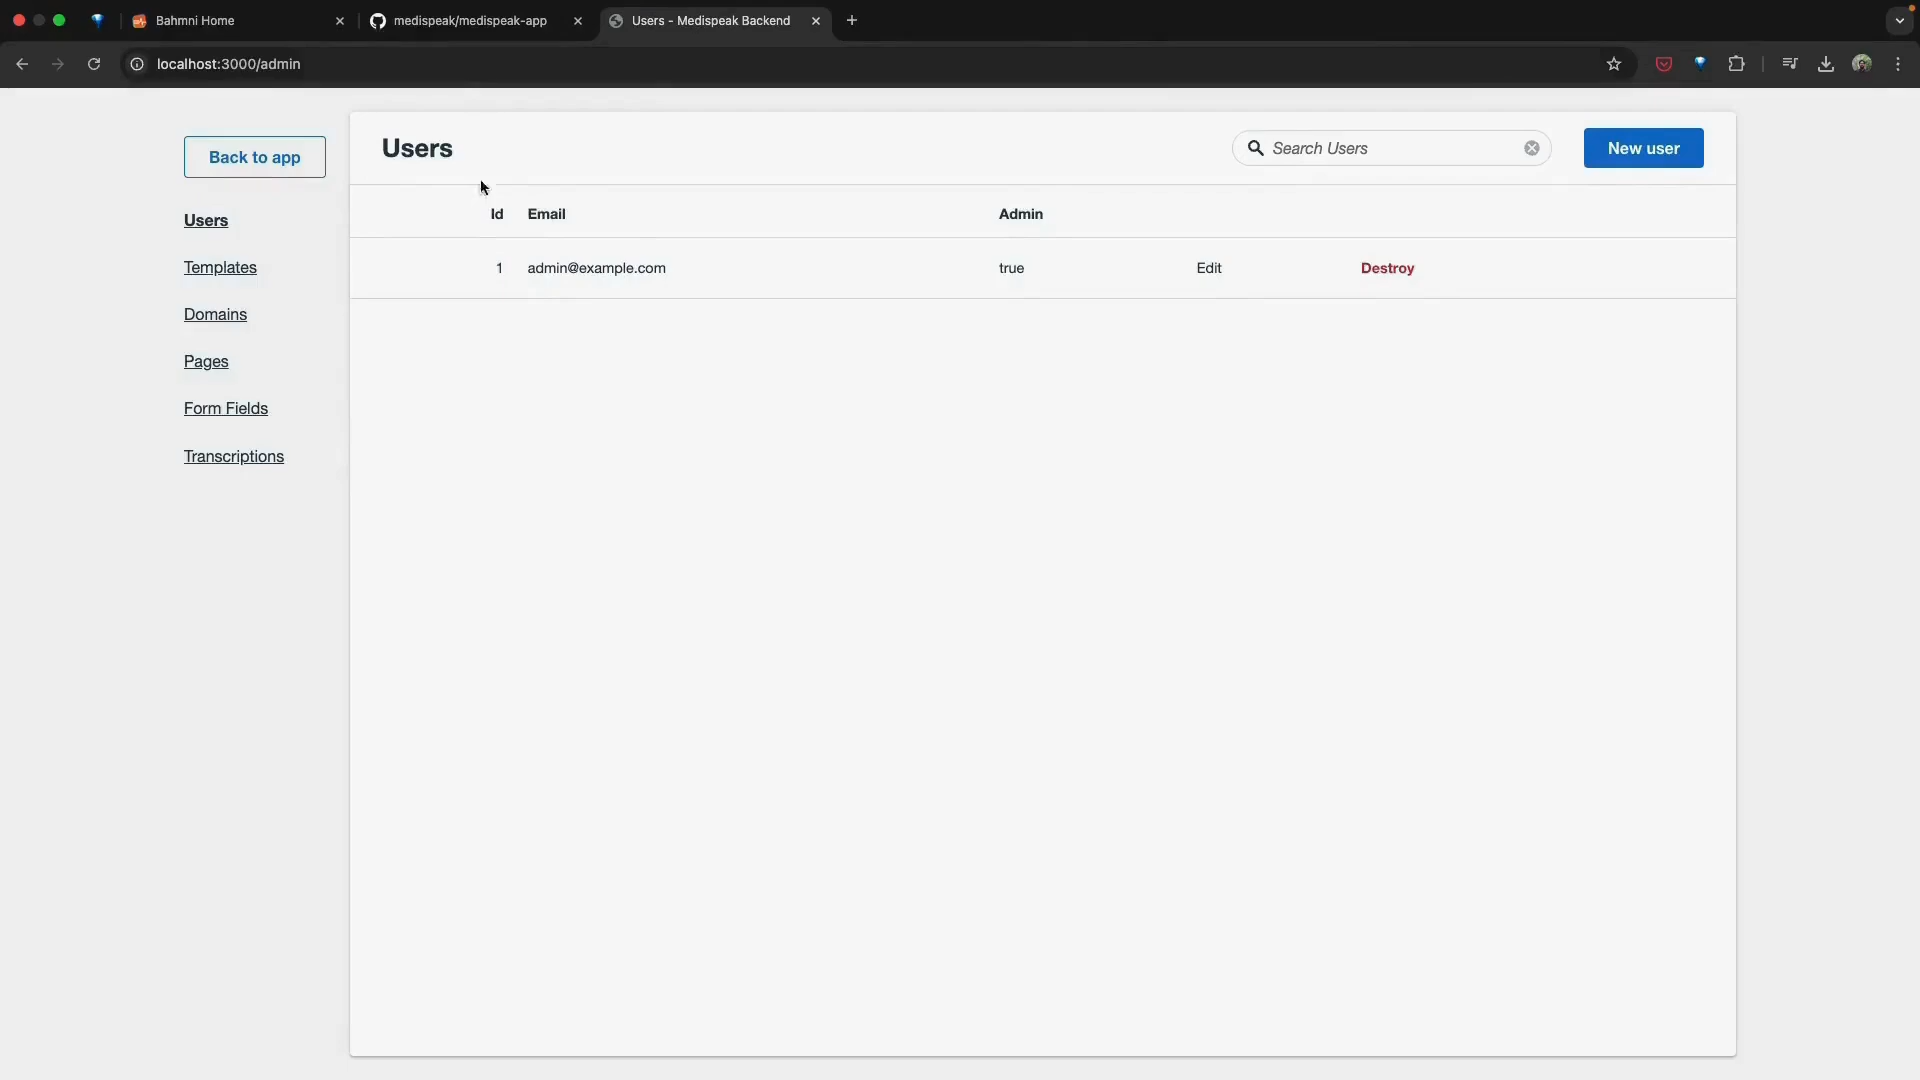 Bahmni Home
medispeak/medispeak-app
Users - Medispeak Backend
localhost:3000/admin
Back to app
Users
Templates
Domains
Pages
Form Fields
Transcriptions
Users
Search Users
New user
Id Email Admin
1 admin@example.com true Edit Destroy